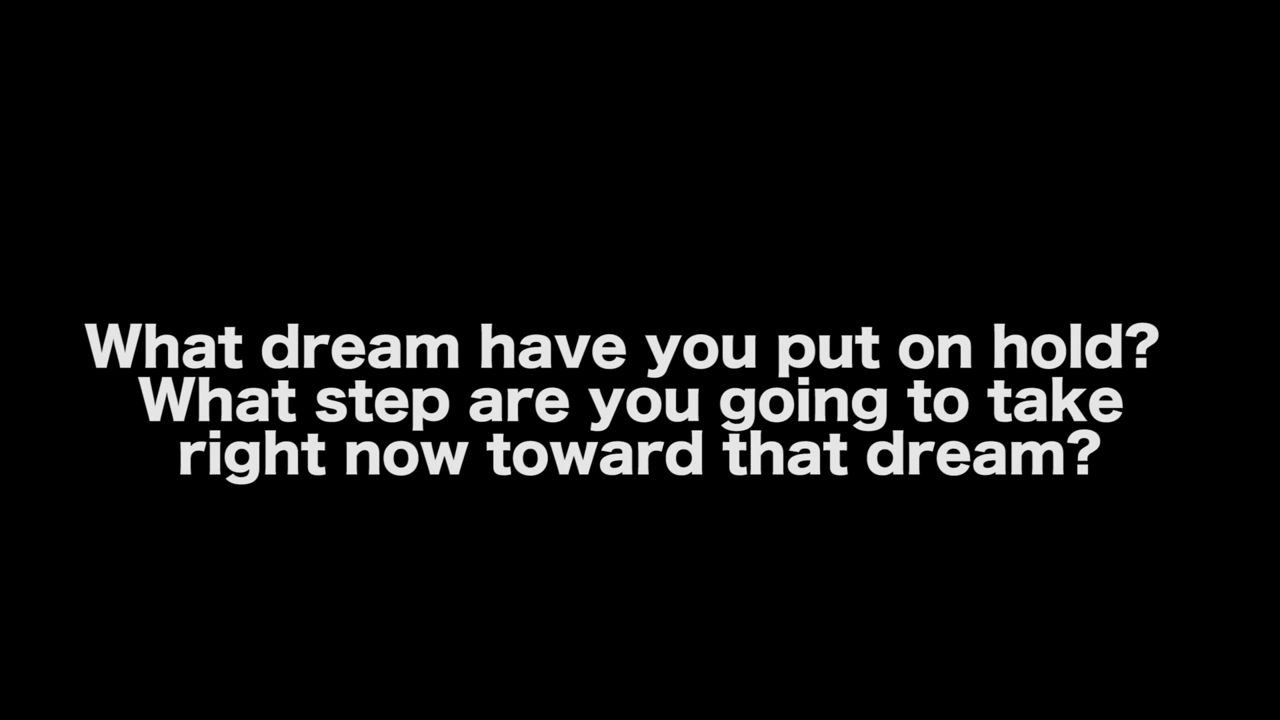 What dream have you put on hold?
What step are you going to take
right now toward that dream?